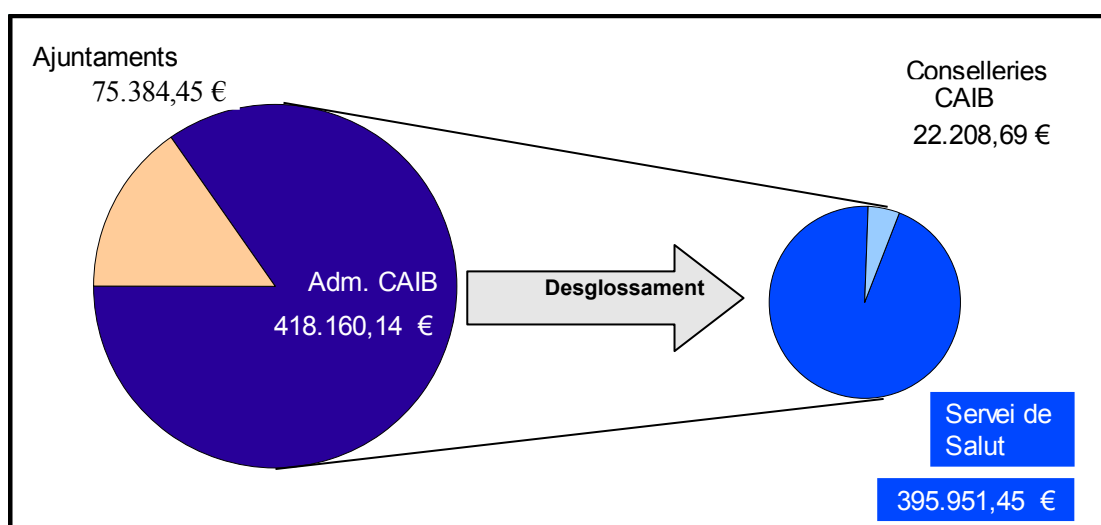 Ajuntaments
75.384,45 €
Conselleries
CAIB
22.208,69 €
Adm. CAIB
418.160,14 €
Desglossament
Servei de
Salut
395.951,45 €